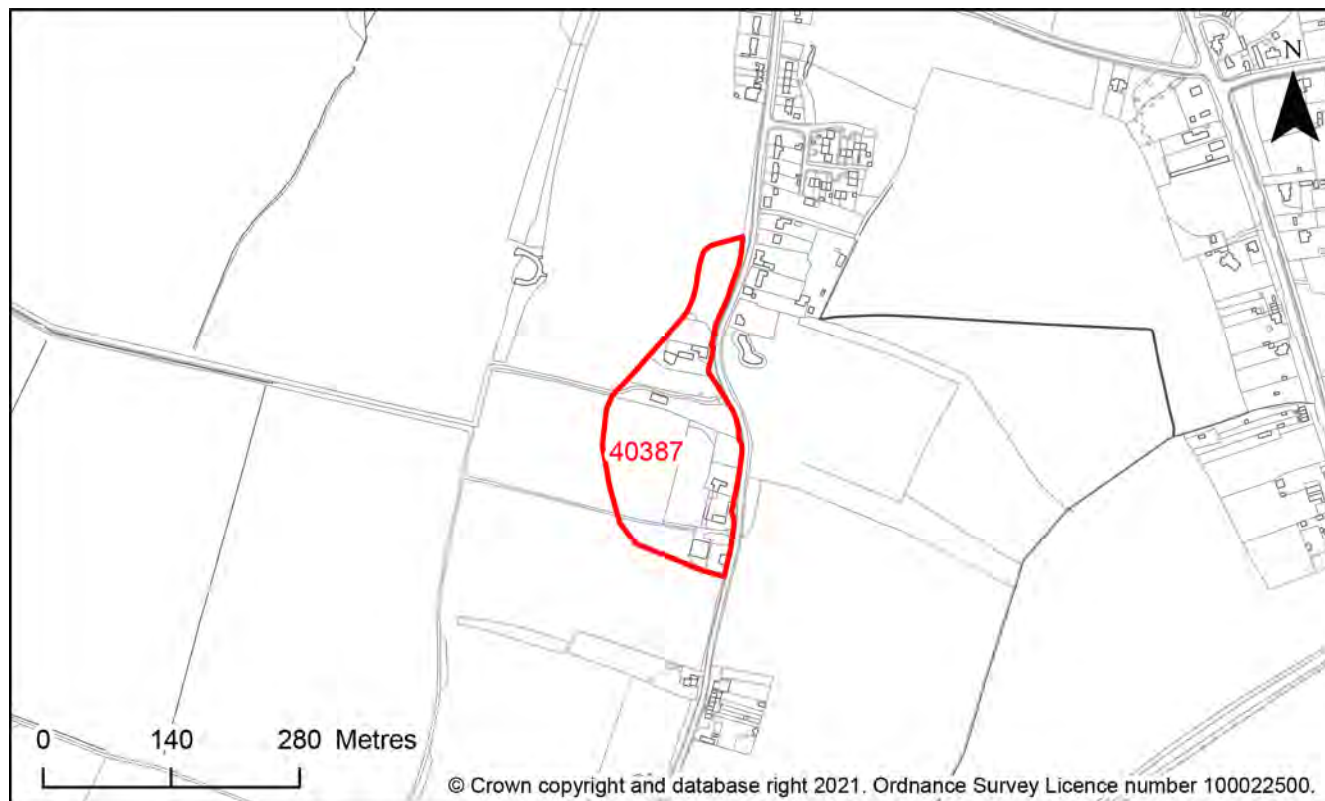 N
40387
0 140 280 Metres
© Crown copyright and database right 2021. Ordnance Survey Licence number 100022500.